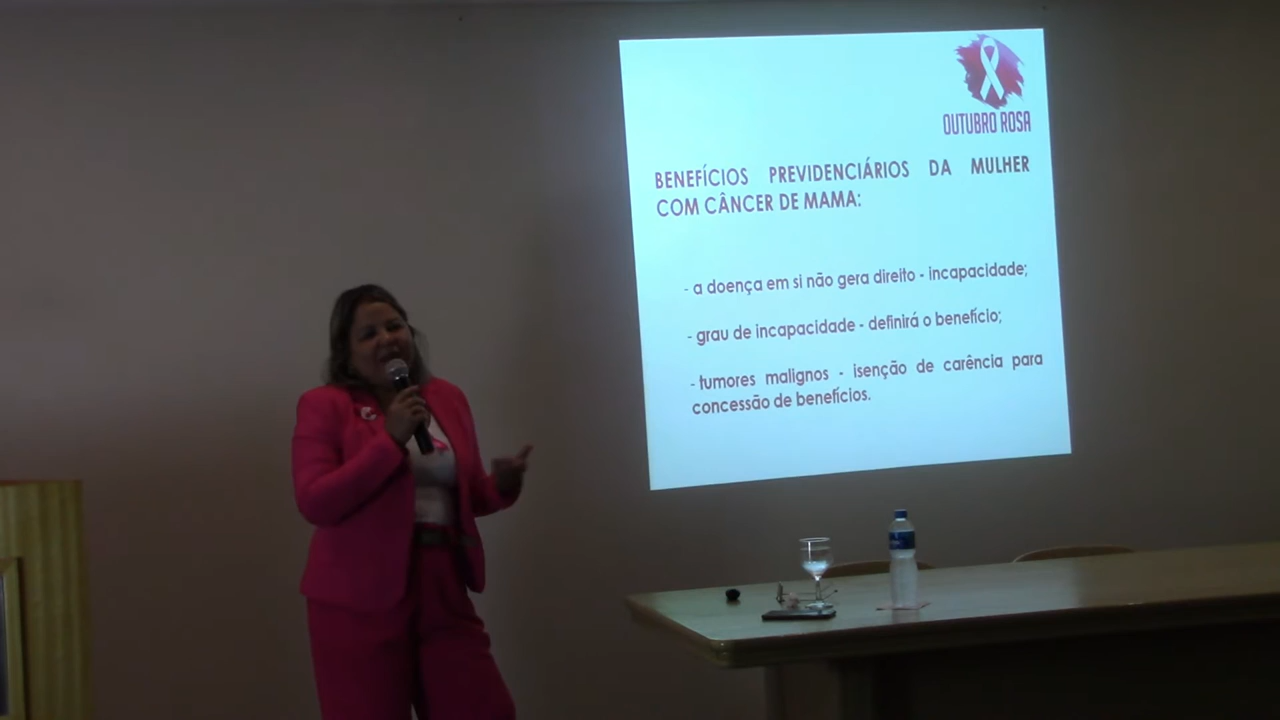 OUTUBRO ROSA
BENEFÍCIOS PREVIDENCIÁRIOS DA MULHER
COM CÂNCER DE MAMA:
- a doença em si não gera direito - incapacidade;
- grau de incapacidade - definirá o benefício;
- tumores malignos - isenção de carência para
concessão de benefícios.